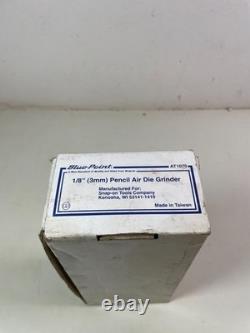 Blue-Point
1/8" (3mm) Pencil Air Die Grinder
Manufactured For:
Snap-on Tools Company
Kenosha, WI 53141-1410
Made in Taiwan